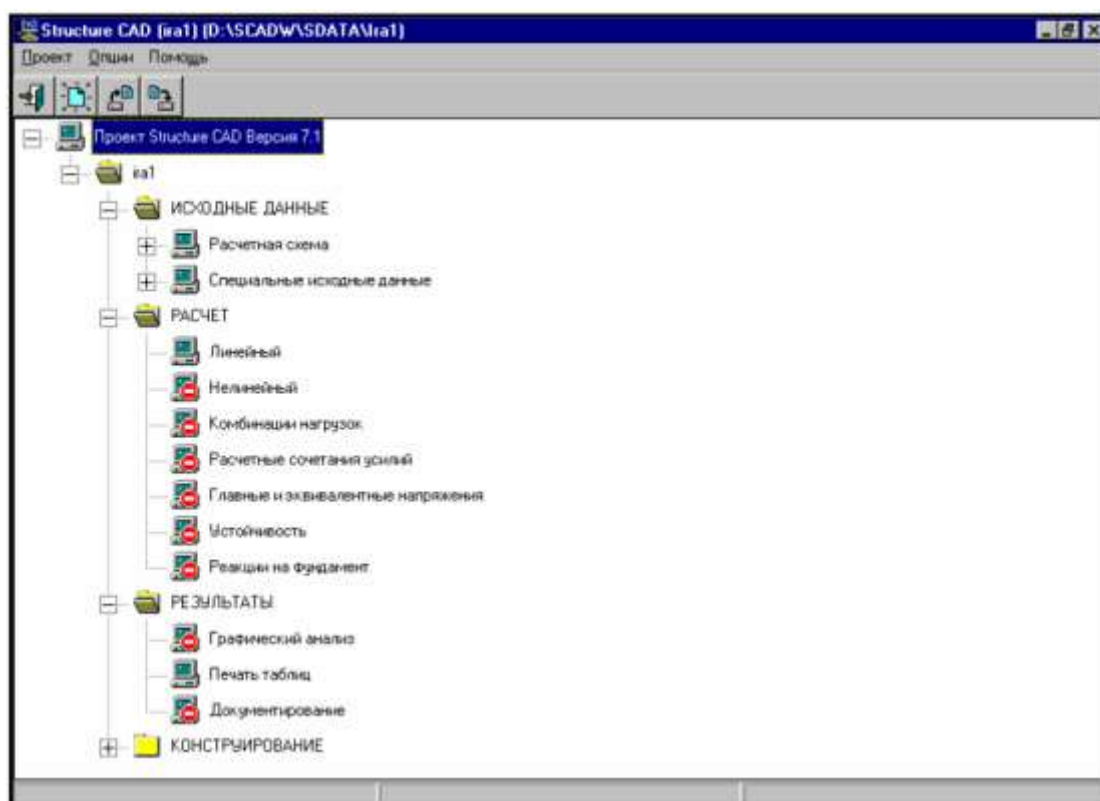 Structure CAD (ira1) (D:\SCADW\SDATA\Ira1)
Проект Опции Помощь
Проект Structure CAD Версия 7.1
ira1
ИСХОДНЫЕ ДАННЫЕ
Расчетная схема
Специальные исходные данные
РАСЧЕТ
Линейный
Нелинейный
Комбинации нагрузок
Расчетные сочетания усилий
Главные и эквивалентные напряжения
Устойчивость
Реакции на фундамент
РЕЗУЛЬТАТЫ
Графический анализ
Печать таблиц
Документирование
КОНСТРУИРОВАНИЕ